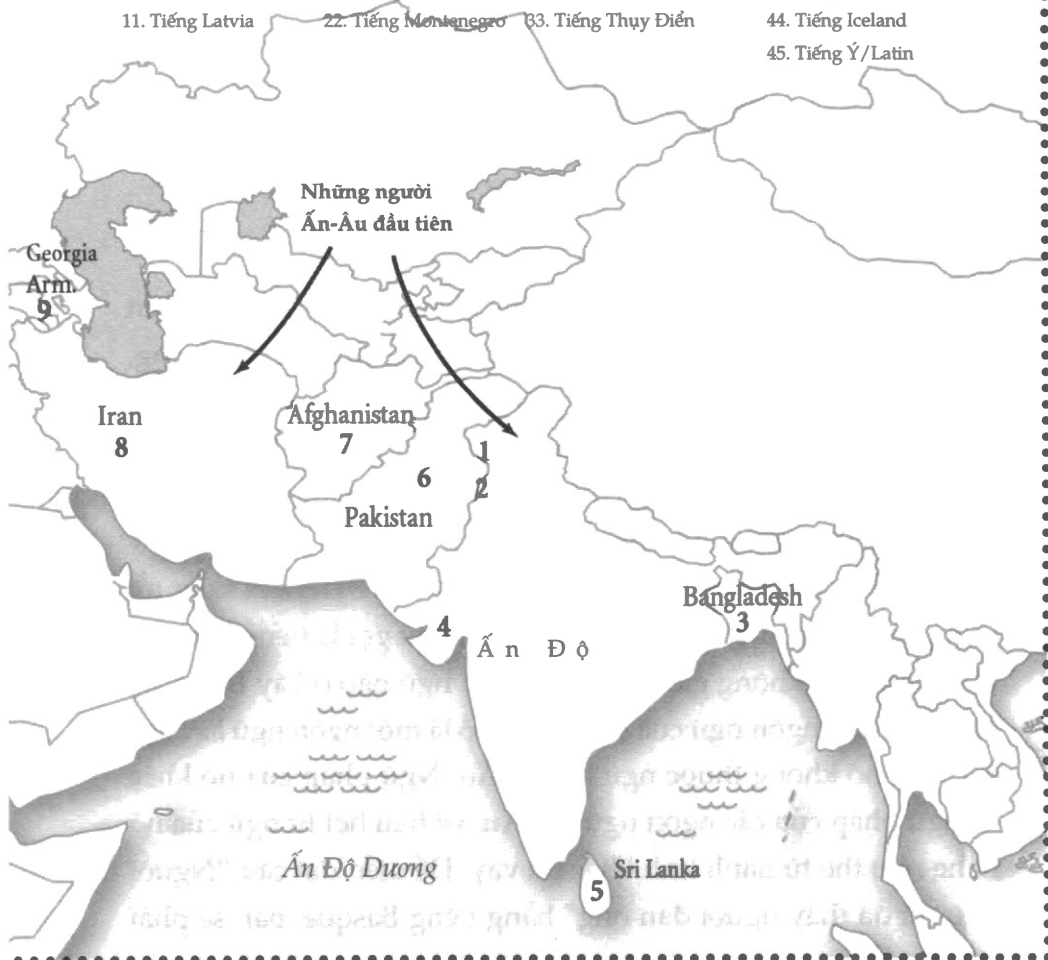 11. Tiếng Latvia 22. Tiếng Montenegro 33. Tiếng Thụy Điển 44. Tiếng Iceland
45. Tiếng Ý/Latin
Những người
Ấn-Âu đầu tiên
Georgia
Arm.
9
Iran
8
Afghanistan
7
6
1
2
Pakistan
Bangladesh
3
4
Ấn Độ
Ấn Độ Dương
Sri Lanka
5